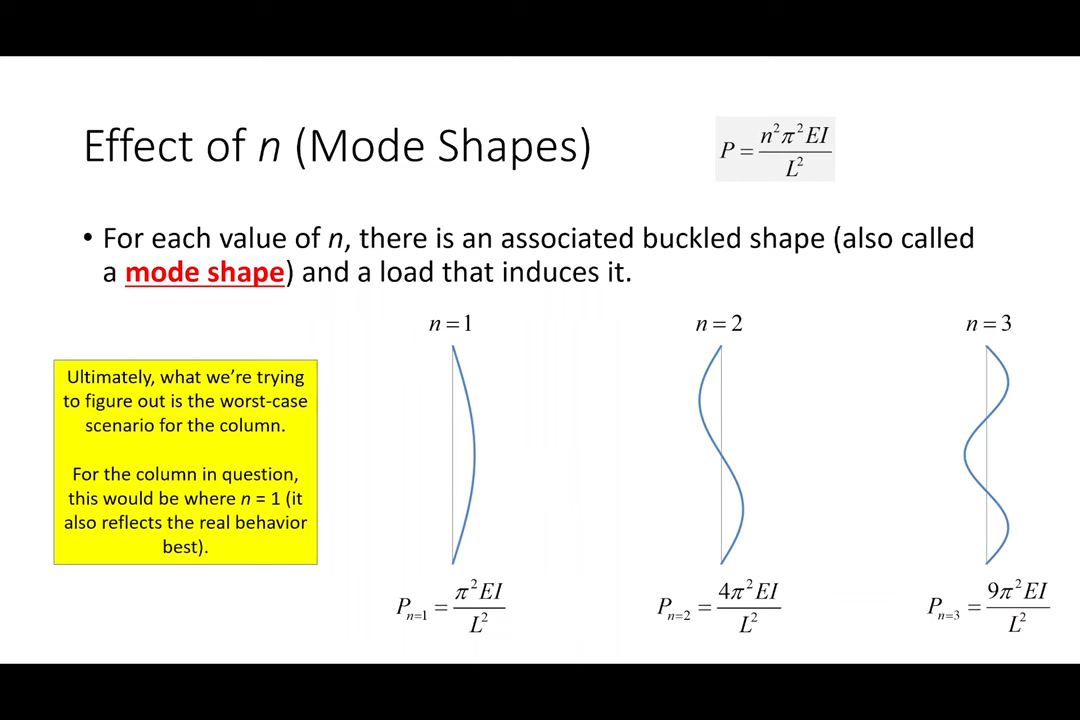 Effect of n (Mode Shapes)
P = n²π²EI / L²
• For each value of n, there is an associated buckled shape (also called
a mode shape) and a load that induces it.
n = 1
n = 2
n = 3
Ultimately, what we’re trying
to figure out is the worst-case
scenario for the column.
For the column in question,
this would be where n = 1 (it
also reflects the real behavior
best).
Pₙ₌₁ = π²EI / L²
Pₙ₌₂ = 4π²EI / L²
Pₙ₌₃ = 9π²EI / L²